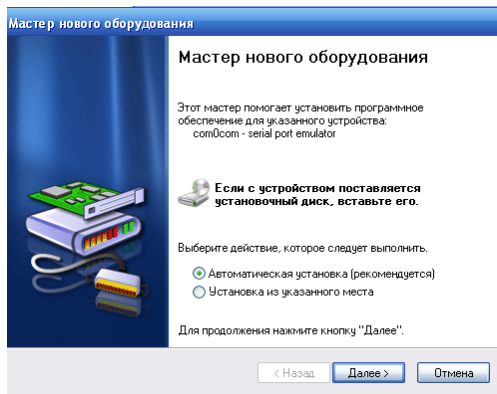 Мастер нового оборудования
Мастер нового оборудования
Этот мастер помогает установить программное
обеспечение для указанного устройства:
com0com - serial port emulator
Если с устройством поставляется
установочный диск, вставьте его.
Выберите действие, которое следует выполнить.
Автоматическая установка (рекомендуется)
Установка из указанного места
Для продолжения нажмите кнопку "Далее".
< Назад Далее > Отмена